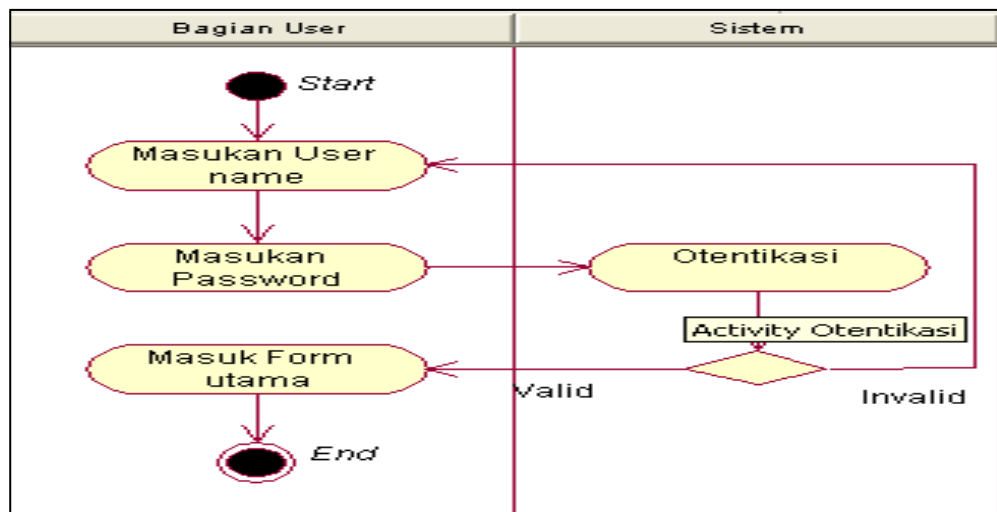 Bagian User
Sistem
Start
Masukan User
name
Masukan
Password
Otentikasi
Activity Otentikasi
Masuk Form
utama
Valid
Invalid
End